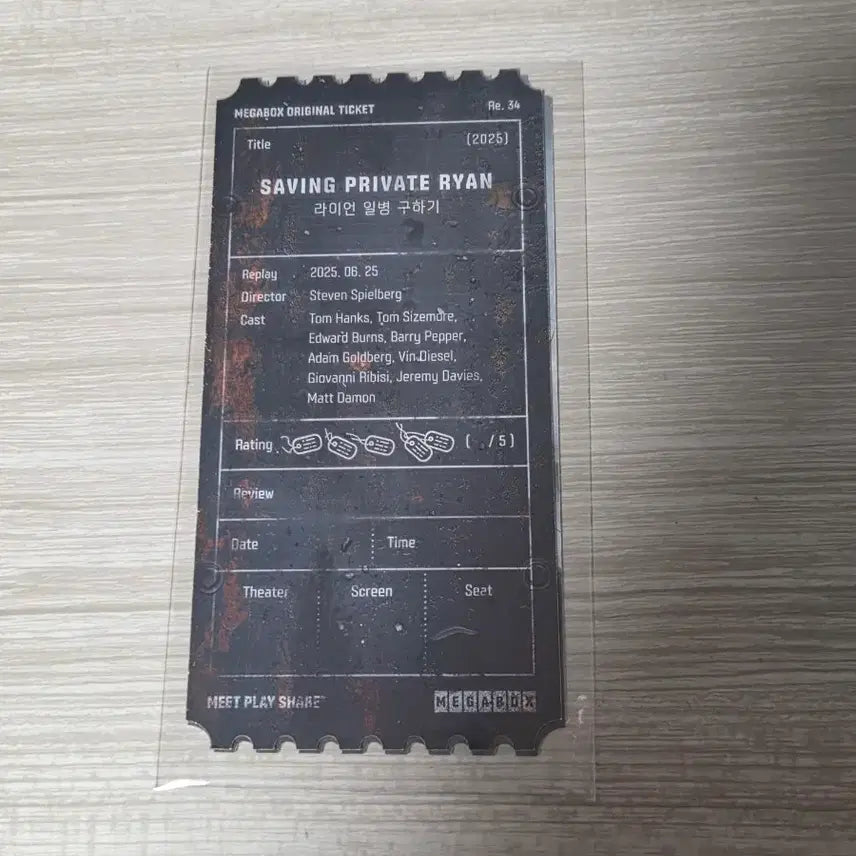 MEGABOX ORIGINAL TICKET Re. 34
Title (2025)
SAVING PRIVATE RYAN
라이언 일병 구하기
Replay 2025. 06. 25
Director Steven Spielberg
Cast Tom Hanks, Tom Sizemore,
Edward Burns, Barry Pepper,
Adam Goldberg, Vin Diesel,
Giovanni Ribisi, Jeremy Davies,
Matt Damon
Rating ( /5)
Review
Date Time
Theater Screen Seat
MEET PLAY SHARE™ MEGABOX